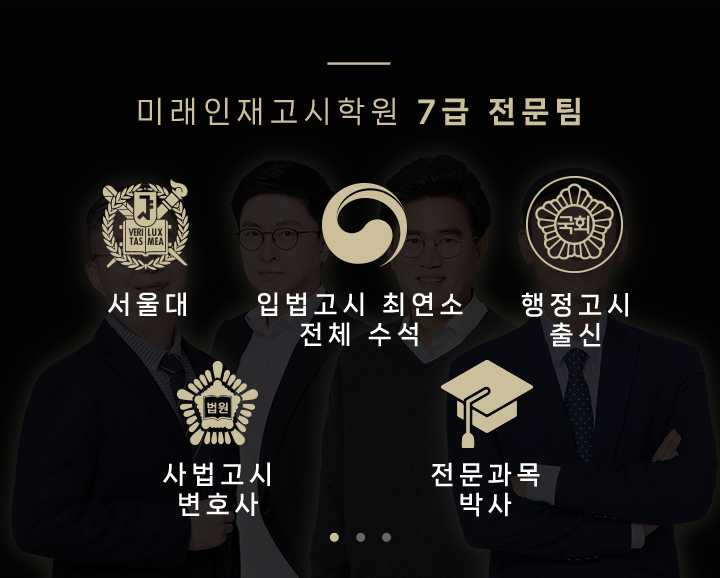 미래인재고시학원 7급 전문팀
VERI LUX
TAS MEA
국회
서울대
입법고시 최연소
전체 수석
행정고시
출신
법원
사법고시
변호사
전문과목
박사